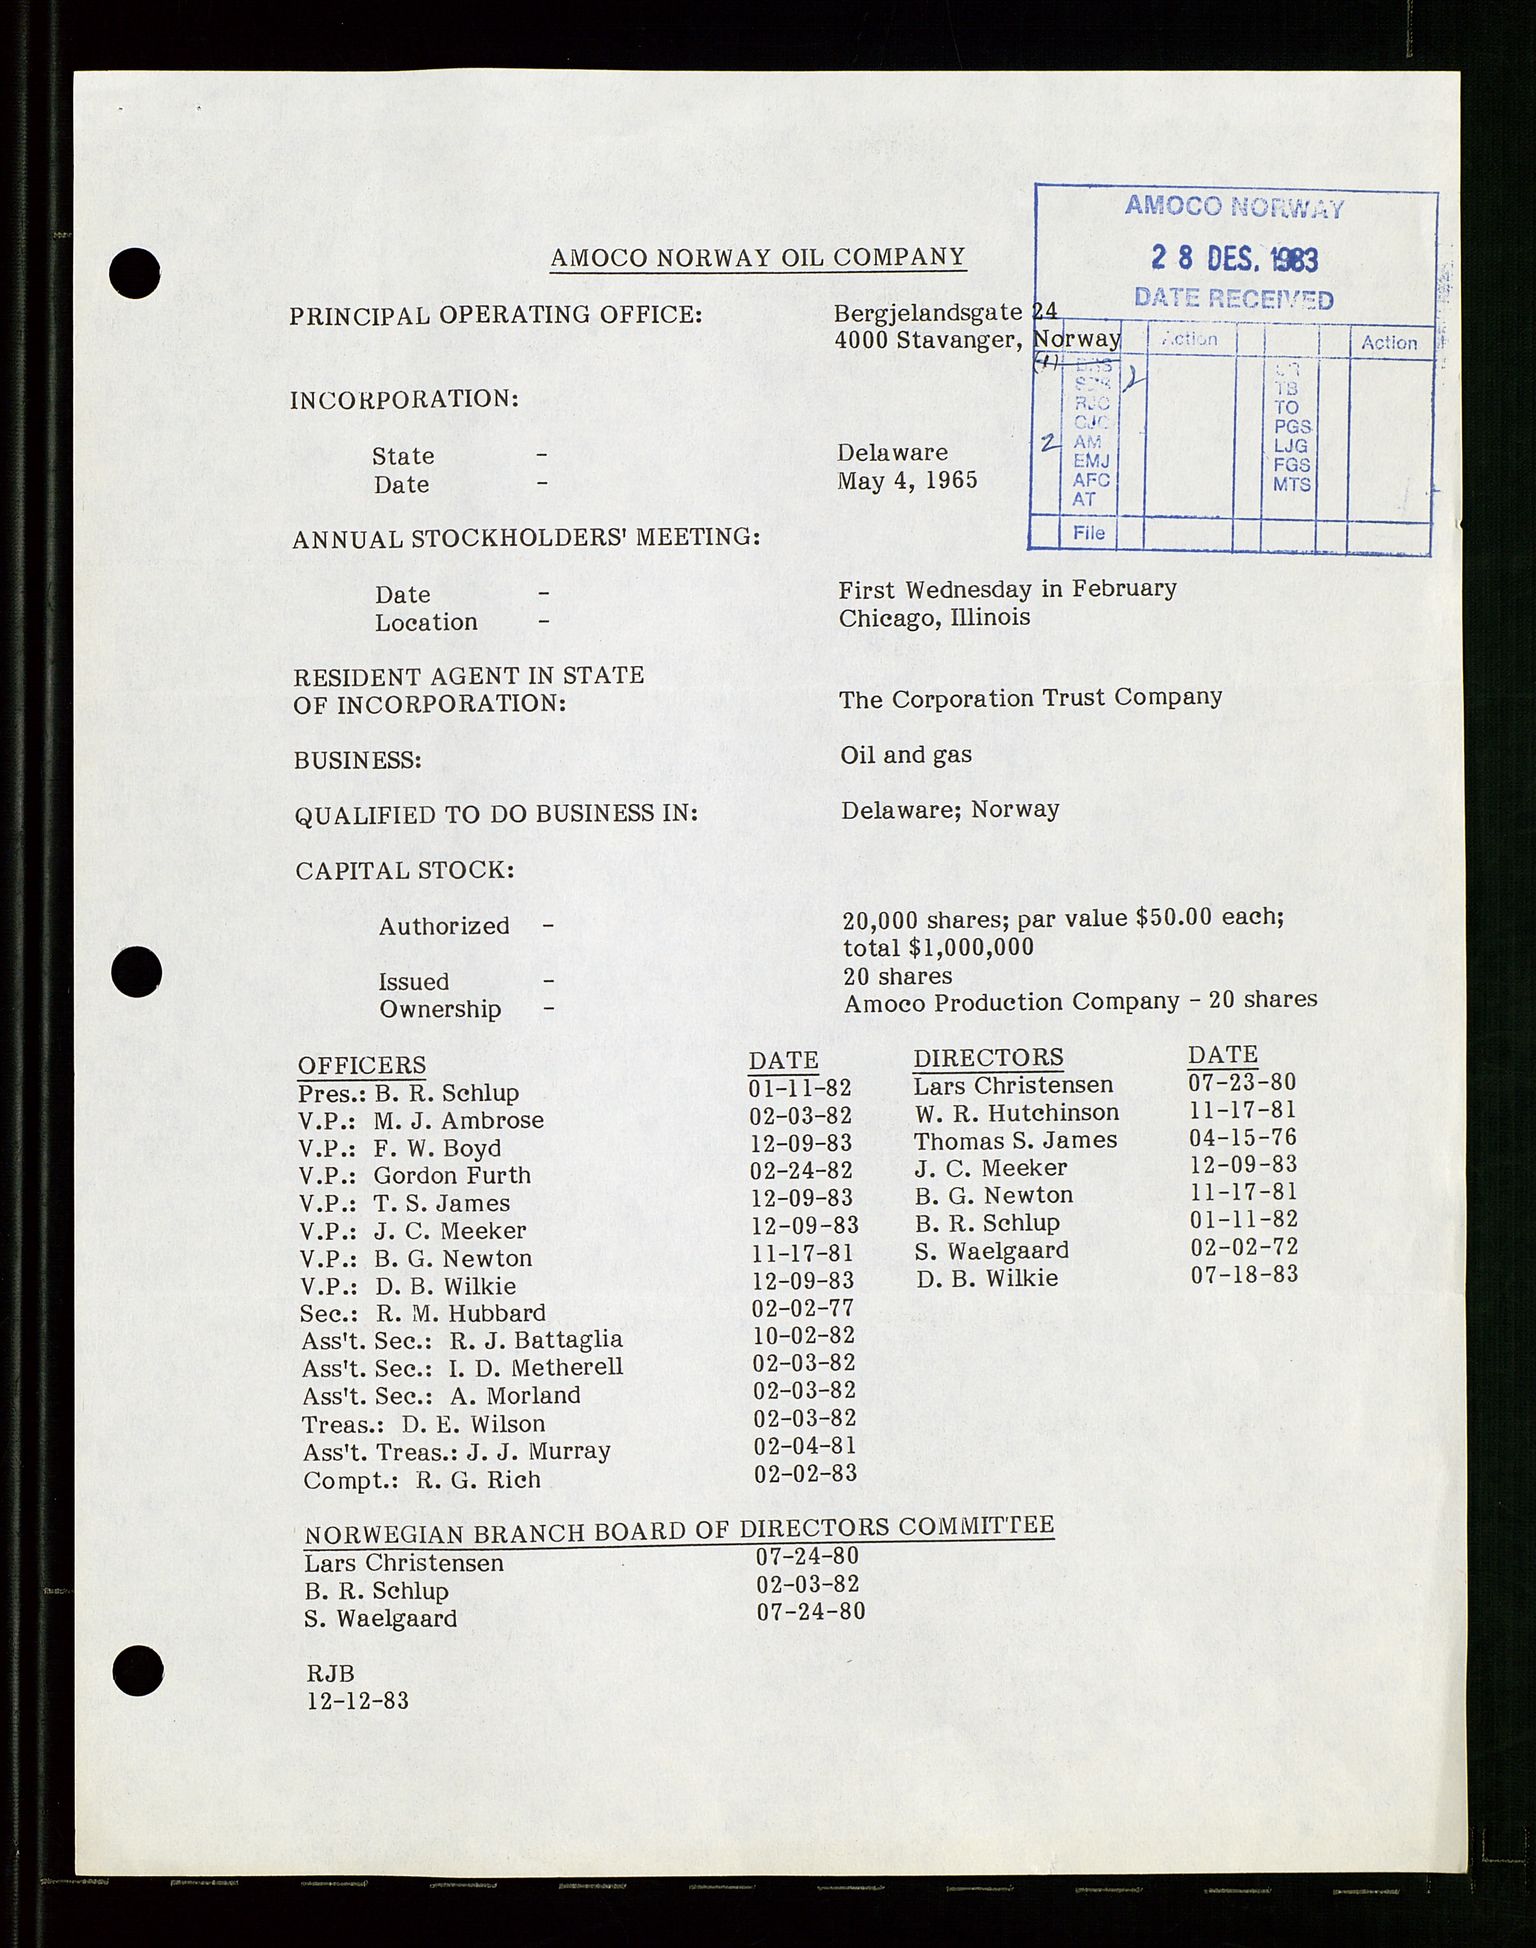 AMOCO NORWAY
28 DES. 1983
DATE RECEIVED
Action Action
TB
RJC TO
CJC PGS
2 AM LJG
EMJ FGS
AFC MTS
AT
File
AMOCO NORWAY OIL COMPANY
PRINCIPAL OPERATING OFFICE: Bergjelandsgate 24
4000 Stavanger, Norway
INCORPORATION:
State - Delaware
Date - May 4, 1965
ANNUAL STOCKHOLDERS' MEETING:
Date - First Wednesday in February
Location - Chicago, Illinois
RESIDENT AGENT IN STATE
OF INCORPORATION: The Corporation Trust Company
BUSINESS: Oil and gas
QUALIFIED TO DO BUSINESS IN: Delaware; Norway
CAPITAL STOCK:
Authorized - 20,000 shares; par value $50.00 each;
total $1,000,000
Issued - 20 shares
Ownership - Amoco Production Company - 20 shares
OFFICERS DATE DIRECTORS DATE
Pres.: B. R. Schlup 01-11-82 Lars Christensen 07-23-80
V.P.: M. J. Ambrose 02-03-82 W. R. Hutchinson 11-17-81
V.P.: F. W. Boyd 12-09-83 Thomas S. James 04-15-76
V.P.: Gordon Furth 02-24-82 J. C. Meeker 12-09-83
V.P.: T. S. James 12-09-83 B. G. Newton 11-17-81
V.P.: J. C. Meeker 12-09-83 B. R. Schlup 01-11-82
V.P.: B. G. Newton 11-17-81 S. Waelgaard 02-02-72
V.P.: D. B. Wilkie 12-09-83 D. B. Wilkie 07-18-83
Sec.: R. M. Hubbard 02-02-77
Ass't. Sec.: R. J. Battaglia 10-02-82
Ass't. Sec.: I. D. Metherell 02-03-82
Ass't. Sec.: A. Morland 02-03-82
Treas.: D. E. Wilson 02-03-82
Ass't. Treas.: J. J. Murray 02-04-81
Compt.: R. G. Rich 02-02-83
NORWEGIAN BRANCH BOARD OF DIRECTORS COMMITTEE
Lars Christensen 07-24-80
B. R. Schlup 02-03-82
S. Waelgaard 07-24-80
RJB
12-12-83